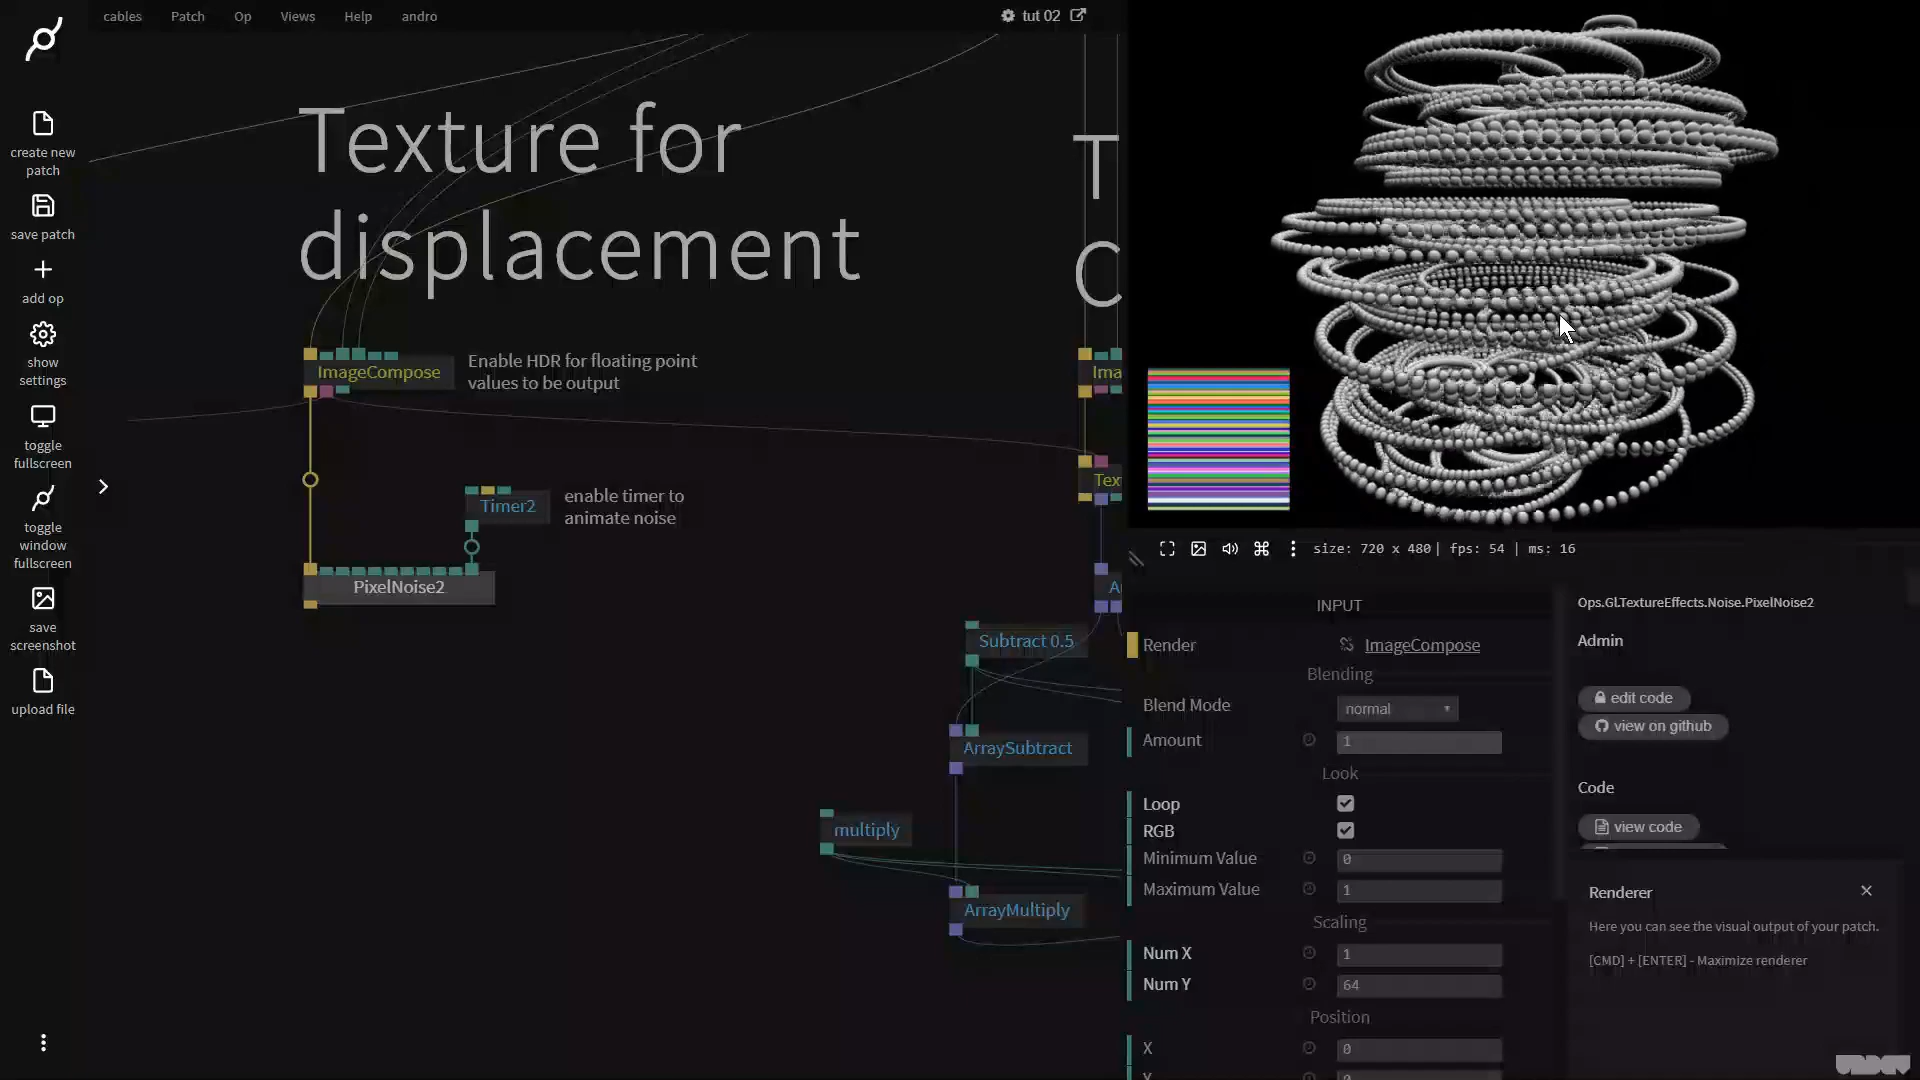 cables
Patch
Op
Views
Help
andro
tut 02
create new
patch
save patch
add op
show
settings
toggle
fullscreen
toggle
window
fullscreen
save
screenshot
upload file
Texture for
displacement
T
C
ImageCompose
Enable HDR for floating point
values to be output
Timer2
enable timer to
animate noise
PixelNoise2
Ima
Tex
A
Subtract 0.5
ArraySubtract
multiply
ArrayMultiply
size: 720 x 480| fps: 54 | ms: 16
INPUT
Render
ImageCompose
Blending
Blend Mode
normal
Amount
1
Look
Loop
RGB
Minimum Value
0
Maximum Value
1
Scaling
Num X
1
Num Y
64
Position
X
0
Y
Ops.Gl.TextureEffects.Noise.PixelNoise2
Admin
edit code
view on github
Code
view code
Renderer
Here you can see the visual output of your patch.
[CMD] + [ENTER] - Maximize renderer